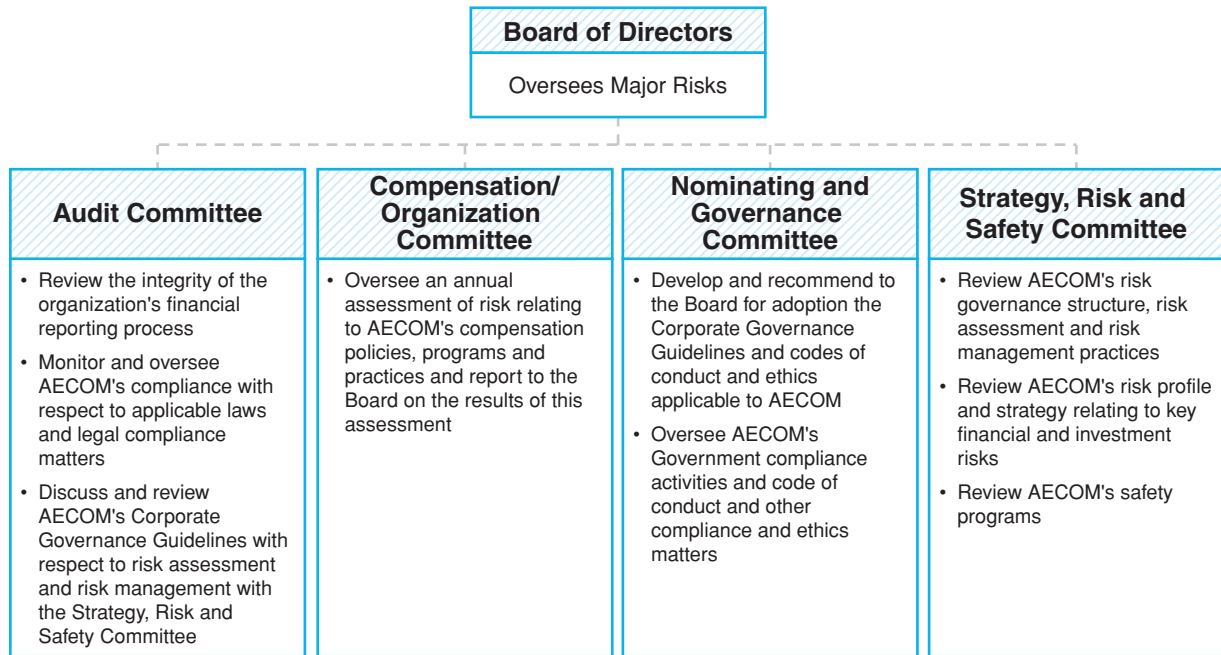 Board of Directors
Oversees Major Risks
Audit Committee
• Review the integrity of the
organization's financial
reporting process
• Monitor and oversee
AECOM's compliance with
respect to applicable laws
and legal compliance
matters
• Discuss and review
AECOM's Corporate
Governance Guidelines with
respect to risk assessment
and risk management with
the Strategy, Risk and
Safety Committee
Compensation/
Organization
Committee
• Oversee an annual
assessment of risk relating
to AECOM's compensation
policies, programs and
practices and report to the
Board on the results of this
assessment
Nominating and
Governance
Committee
• Develop and recommend to
the Board for adoption the
Corporate Governance
Guidelines and codes of
conduct and ethics
applicable to AECOM
• Oversee AECOM's
Government compliance
activities and code of
conduct and other
compliance and ethics
matters
Strategy, Risk and
Safety Committee
• Review AECOM's risk
governance structure, risk
assessment and risk
management practices
• Review AECOM's risk profile
and strategy relating to key
financial and investment
risks
• Review AECOM's safety
programs